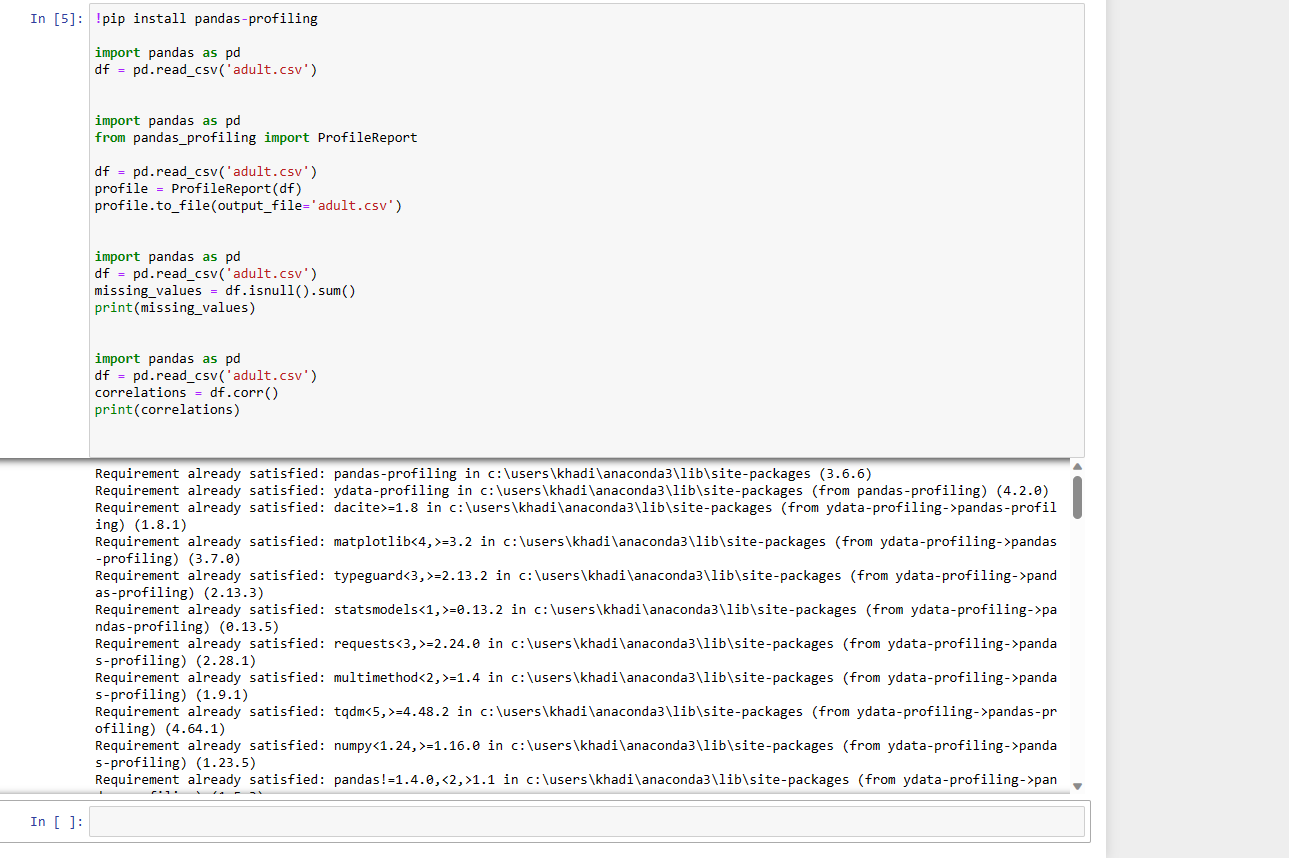 In [5]: !pip install pandas-profiling
import pandas as pd
df = pd.read_csv('adult.csv')
import pandas as pd
from pandas_profiling import ProfileReport
df = pd.read_csv('adult.csv')
profile = ProfileReport(df)
profile.to_file(output_file='adult.csv')
import pandas as pd
df = pd.read_csv('adult.csv')
missing_values = df.isnull().sum()
print(missing_values)
import pandas as pd
df = pd.read_csv('adult.csv')
correlations = df.corr()
print(correlations)
Requirement already satisfied: pandas-profiling in c:\users\khadi\anaconda3\lib\site-packages (3.6.6)
Requirement already satisfied: ydata-profiling in c:\users\khadi\anaconda3\lib\site-packages (from pandas-profiling) (4.2.0)
Requirement already satisfied: dacite>=1.8 in c:\users\khadi\anaconda3\lib\site-packages (from ydata-profiling->pandas-profil
ing) (1.8.1)
Requirement already satisfied: matplotlib<4,>=3.2 in c:\users\khadi\anaconda3\lib\site-packages (from ydata-profiling->pandas
-profiling) (3.7.0)
Requirement already satisfied: typeguard<3,>=2.13.2 in c:\users\khadi\anaconda3\lib\site-packages (from ydata-profiling->pand
as-profiling) (2.13.3)
Requirement already satisfied: statsmodels<1,>=0.13.2 in c:\users\khadi\anaconda3\lib\site-packages (from ydata-profiling->pa
ndas-profiling) (0.13.5)
Requirement already satisfied: requests<3,>=2.24.0 in c:\users\khadi\anaconda3\lib\site-packages (from ydata-profiling->panda
s-profiling) (2.28.1)
Requirement already satisfied: multimethod<2,>=1.4 in c:\users\khadi\anaconda3\lib\site-packages (from ydata-profiling->panda
s-profiling) (1.9.1)
Requirement already satisfied: tqdm<5,>=4.48.2 in c:\users\khadi\anaconda3\lib\site-packages (from ydata-profiling->pandas-pr
ofiling) (4.64.1)
Requirement already satisfied: numpy<1.24,>=1.16.0 in c:\users\khadi\anaconda3\lib\site-packages (from ydata-profiling->panda
s-profiling) (1.23.5)
Requirement already satisfied: pandas!=1.4.0,<2,>1.1 in c:\users\khadi\anaconda3\lib\site-packages (from ydata-profiling->pan
In [ ]: